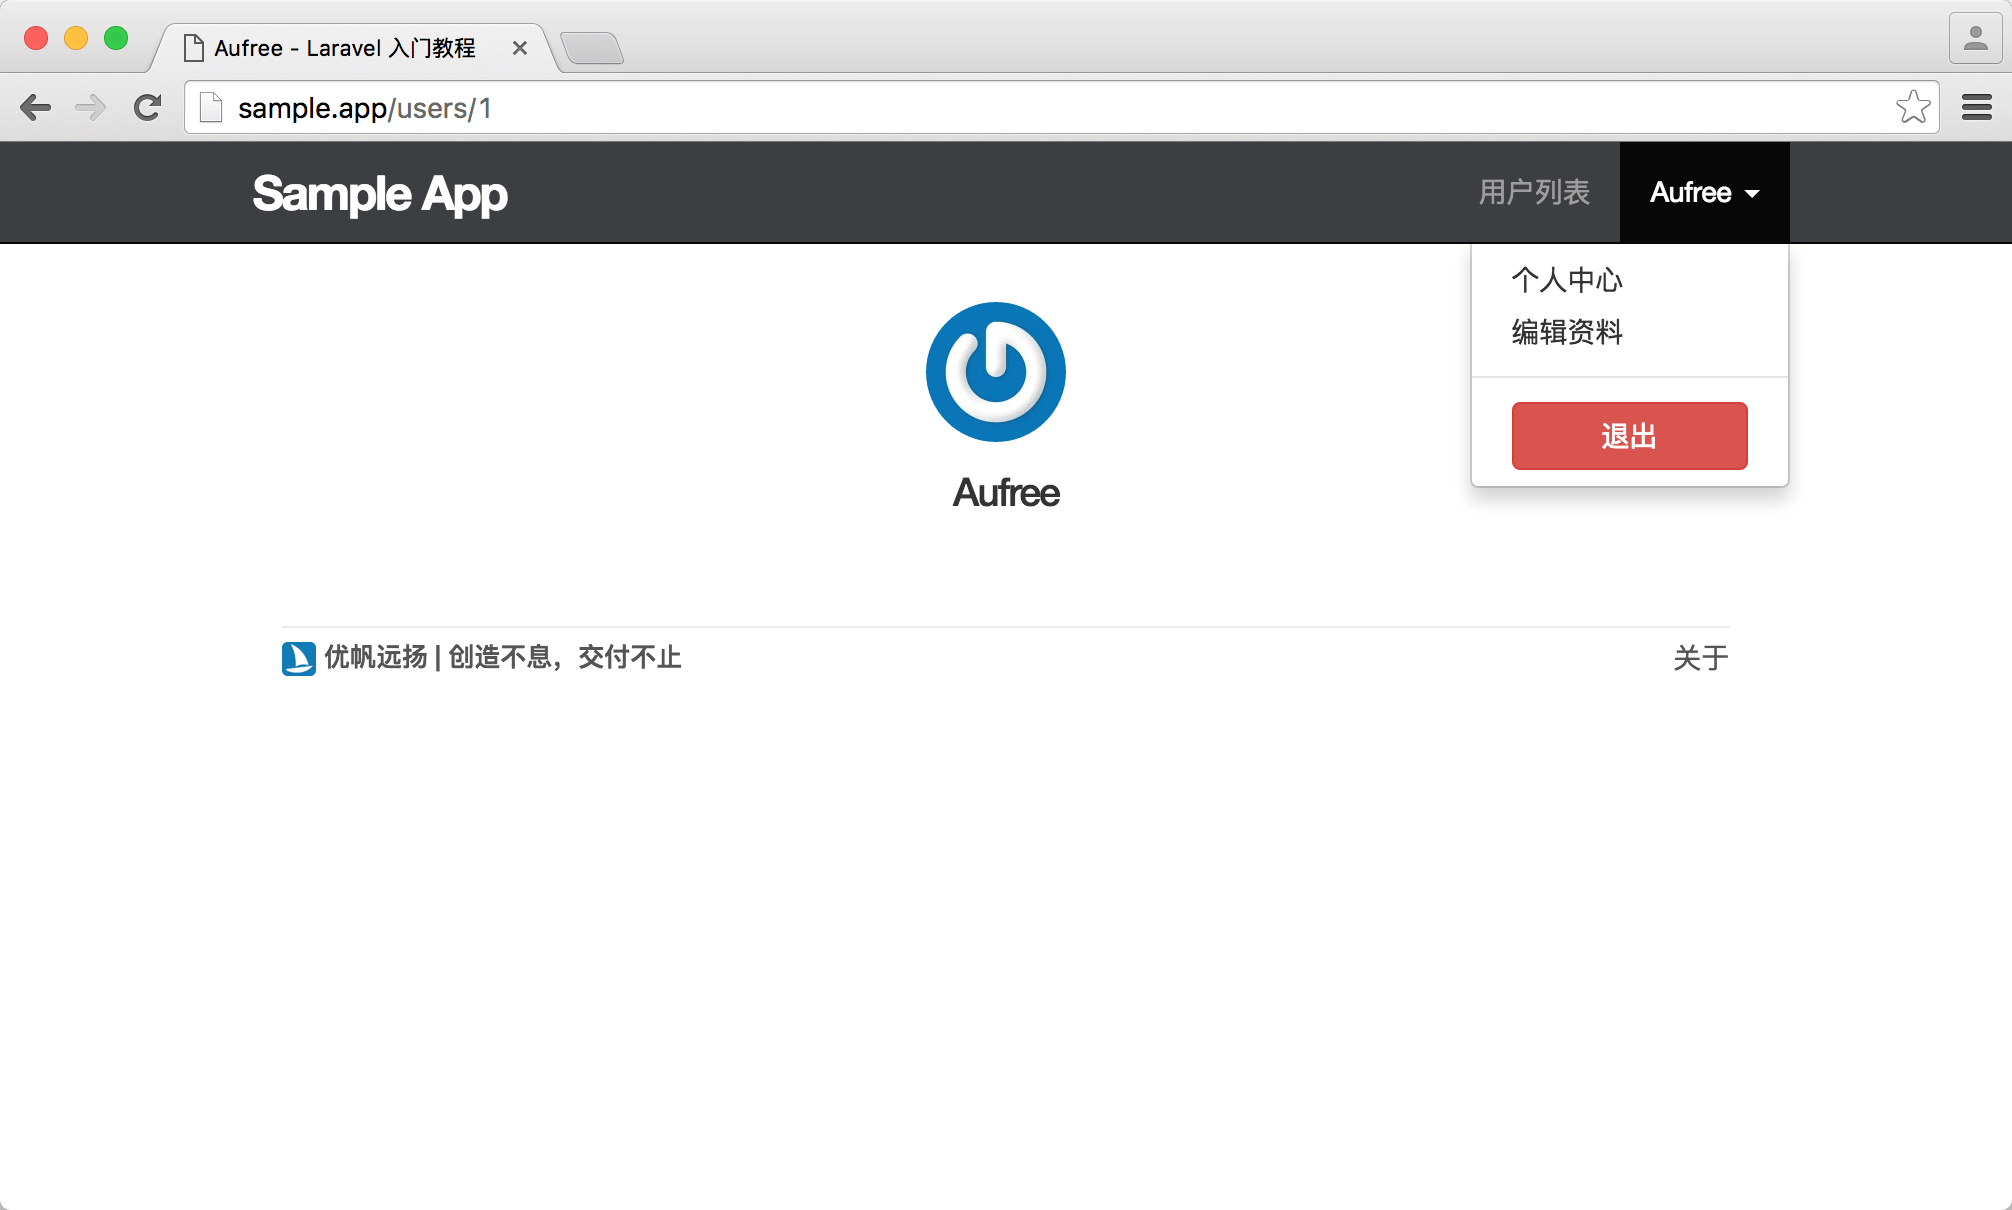 Aufree - Laravel 入门教程
sample.app/users/1
Sample App
用户列表
Aufree
个人中心
编辑资料
退出
Aufree
优帆远扬 | 创造不息，交付不止
关于